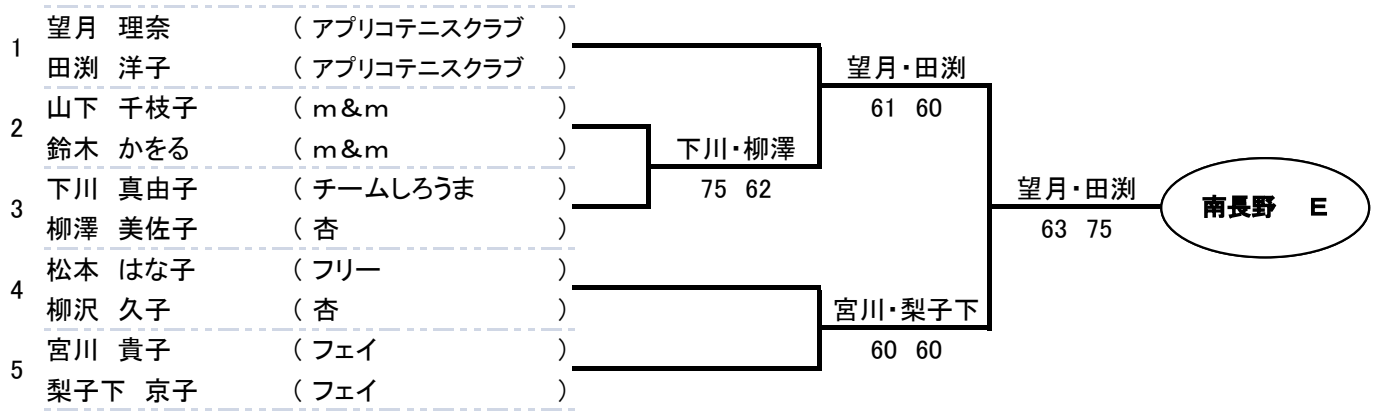 1
望月 理奈 ( アプリコテニスクラブ )
田渕 洋子 ( アプリコテニスクラブ )
2
山下 千枝子 ( m&m )
鈴木 かをる ( m&m )
3
下川 真由子 ( チームしろうま )
柳澤 美佐子 ( 杏 )
4
松本 はな子 ( フリー )
柳沢 久子 ( 杏 )
5
宮川 貴子 ( フェイ )
梨子下 京子 ( フェイ )
下川・柳澤
75 62
望月・田渕
61 60
宮川・梨子下
60 60
望月・田渕
63 75
南長野 E